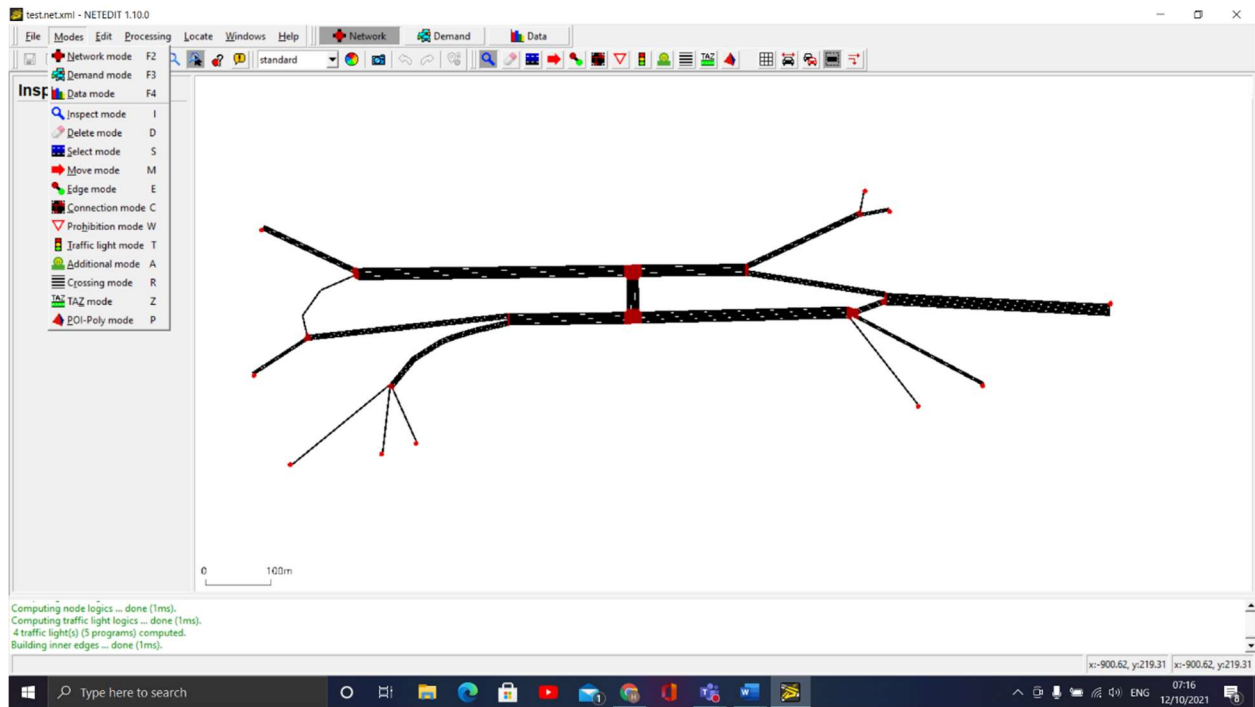 test.net.xml - NETEDIT 1.10.0
File Modes Edit Processing Locate Windows Help Network Demand Data
standard
TAZ
Network mode F2
Demand mode F3
Insp
Data mode F4
Inspect mode I
Delete mode D
Select mode S
Move mode M
Edge mode E
Connection mode C
Prohibition mode W
Traffic light mode T
Additional mode A
Crossing mode R
TAZ TAZ mode Z
POI-Poly mode P
0 100m
Computing node logics ... done (1ms).
Computing traffic light logics ... done (1ms).
4 traffic light(s) (5 programs) computed.
Building inner edges ... done (1ms).
x:-900.62, y:219.31 x:-900.62, y:219.31
Type here to search
1
ENG
07:16
12/10/2021
8